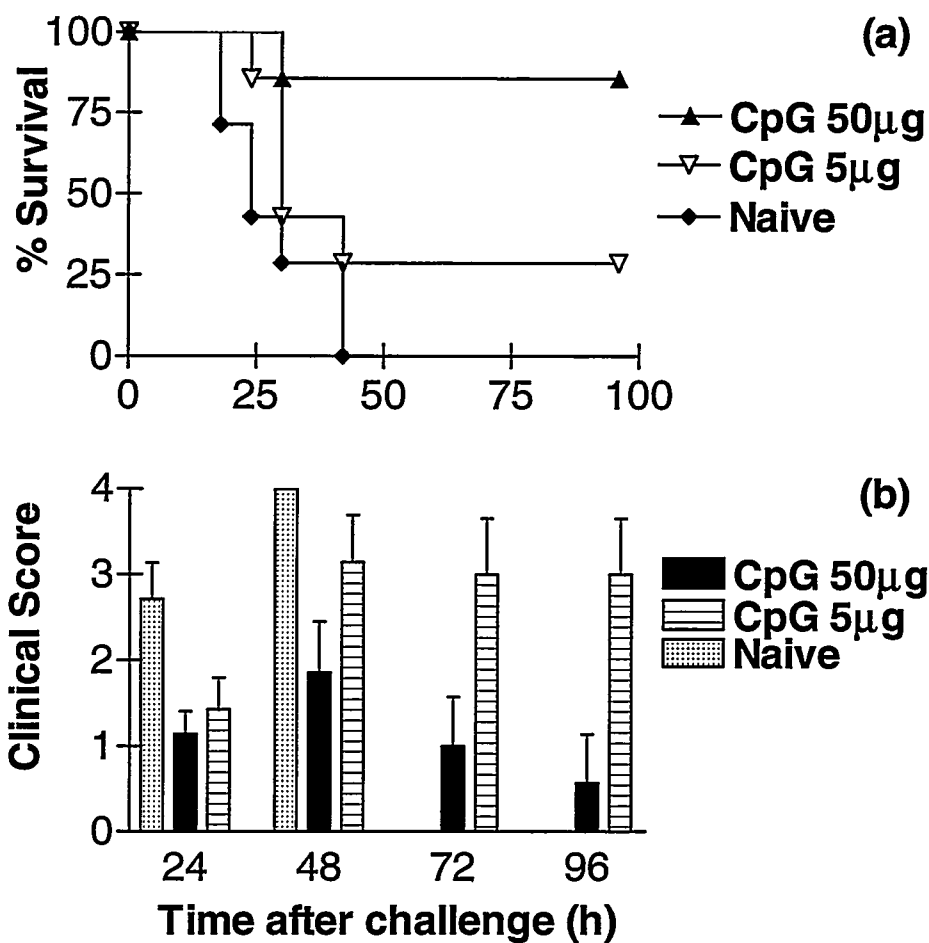 (a)
% Survival
100
75
50
25
0
0 25 50 75 100
CpG 50μg
CpG 5μg
Naive
(b)
Clinical Score
4
3
2
1
0
24 48 72 96
Time after challenge (h)
CpG 50μg
CpG 5μg
Naive